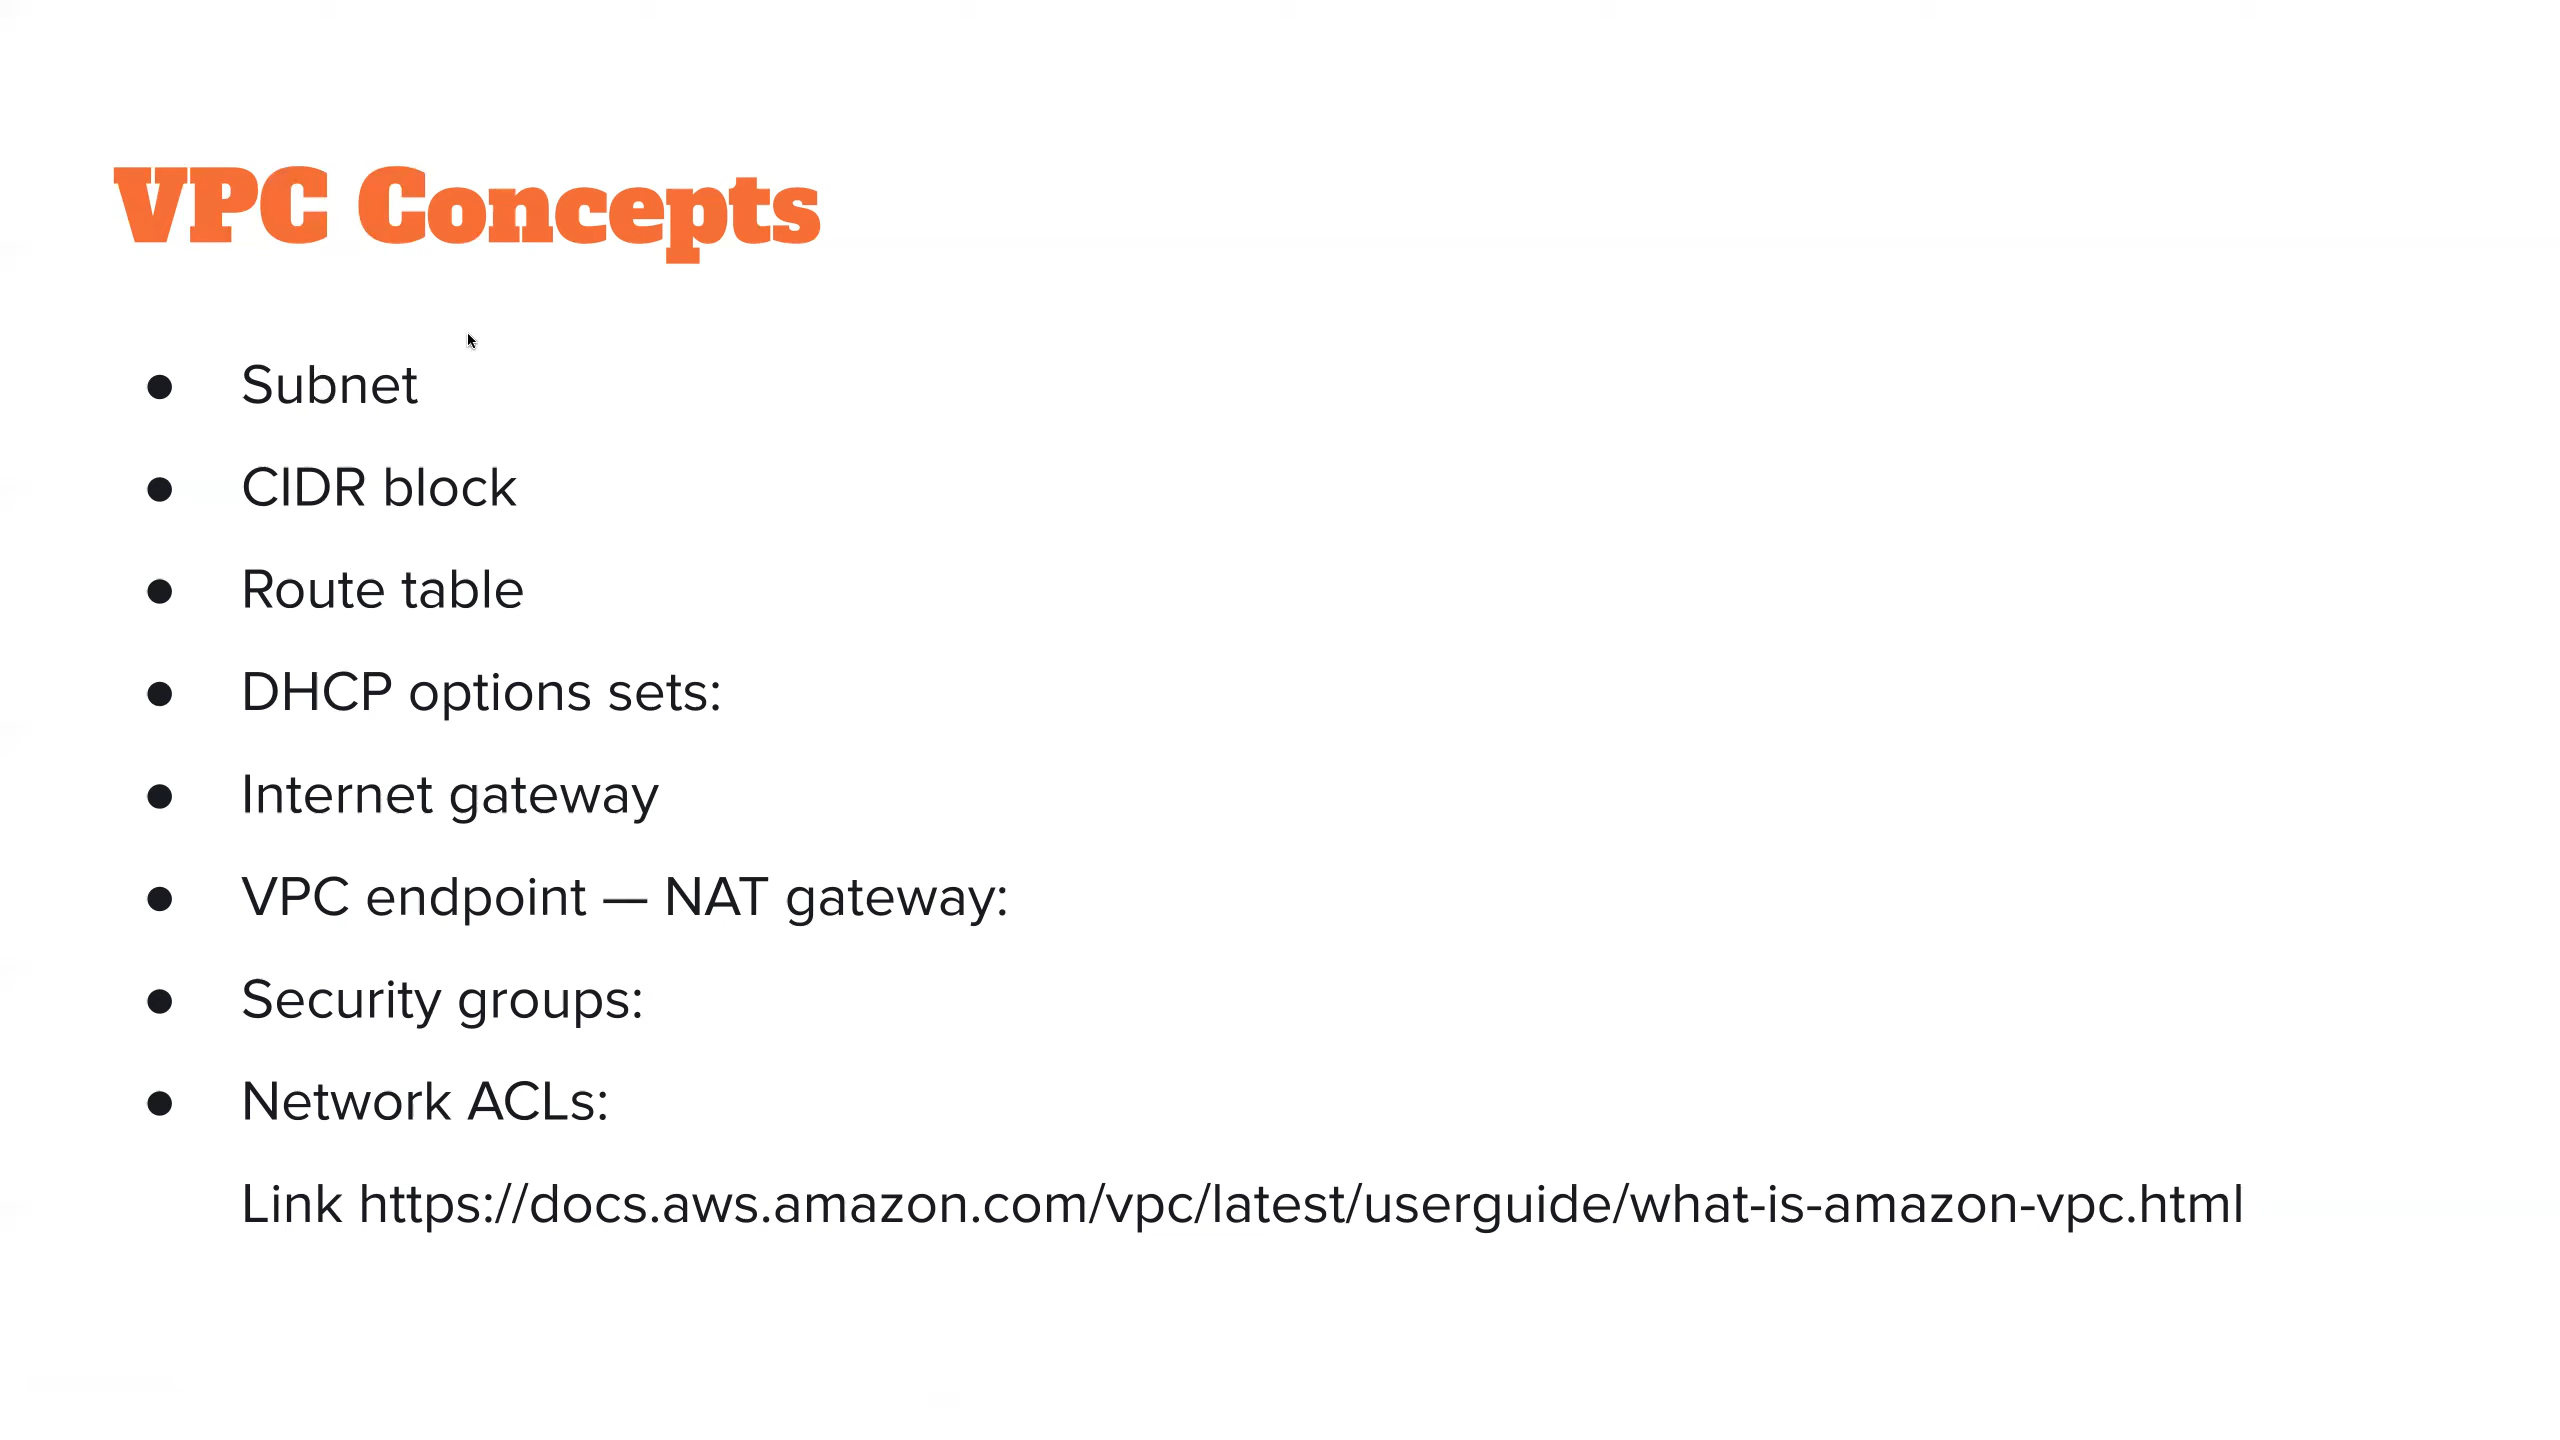 VPC Concepts
● Subnet
● CIDR block
● Route table
● DHCP options sets:
● Internet gateway
● VPC endpoint — NAT gateway:
● Security groups:
● Network ACLs:
Link https://docs.aws.amazon.com/vpc/latest/userguide/what-is-amazon-vpc.html